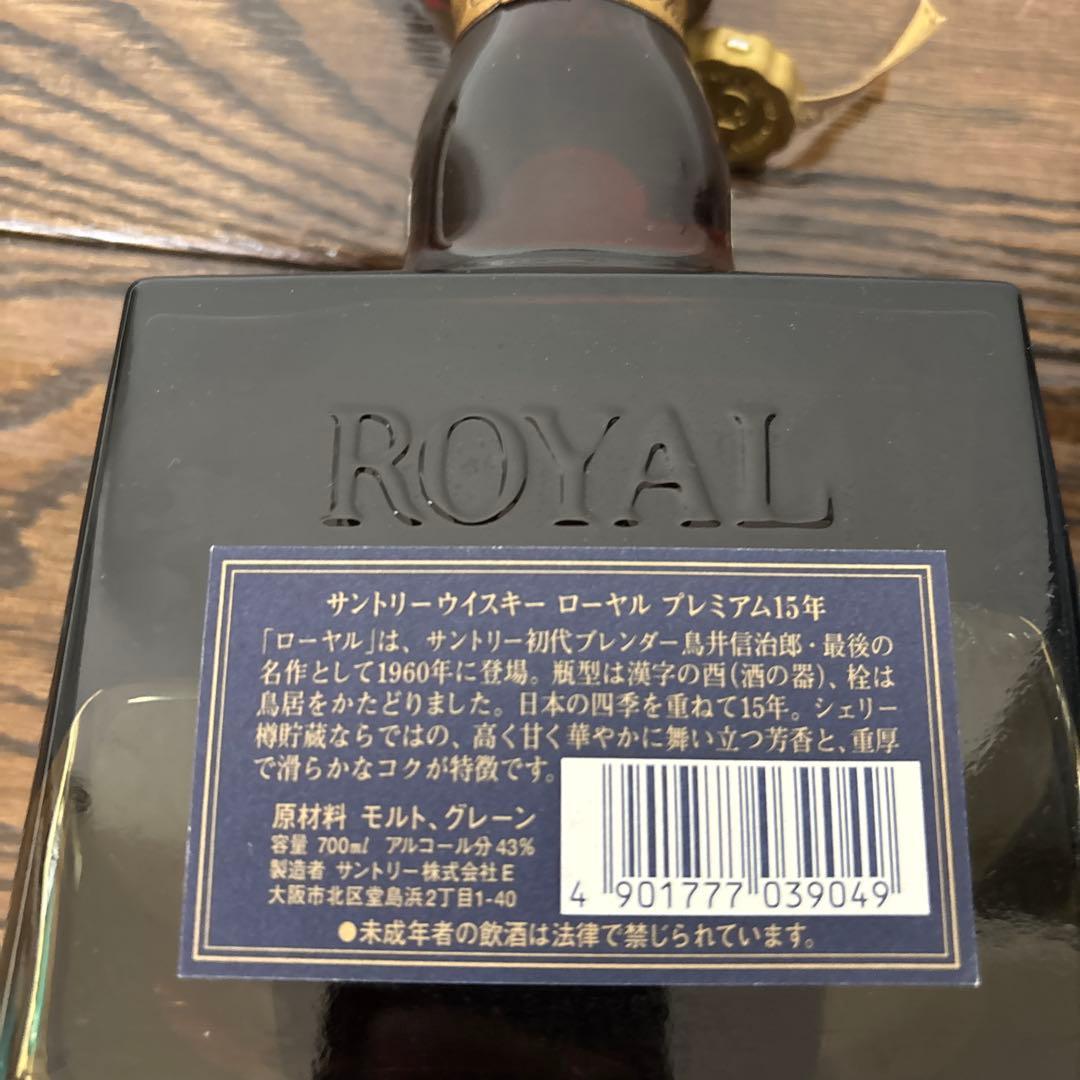 ROYAL
サントリーウイスキー ローヤル プレミアム15年
「ローヤル」は、サントリー初代ブレンダー鳥井信治郎・最後の
名作として1960年に登場。瓶型は漢字の酉(酒の器)、栓は
鳥居をかたどりました。日本の四季を重ねて15年。シェリー
樽貯蔵ならではの、高く甘く華やかに舞い立つ芳香と、重厚
で滑らかなコクが特徴です。
原材料 モルト、グレーン
容量 700ml アルコール分43%
製造者 サントリー株式会社E
大阪市北区堂島浜2丁目1-40
4 901777 039049
●未成年者の飲酒は法律で禁じられています。